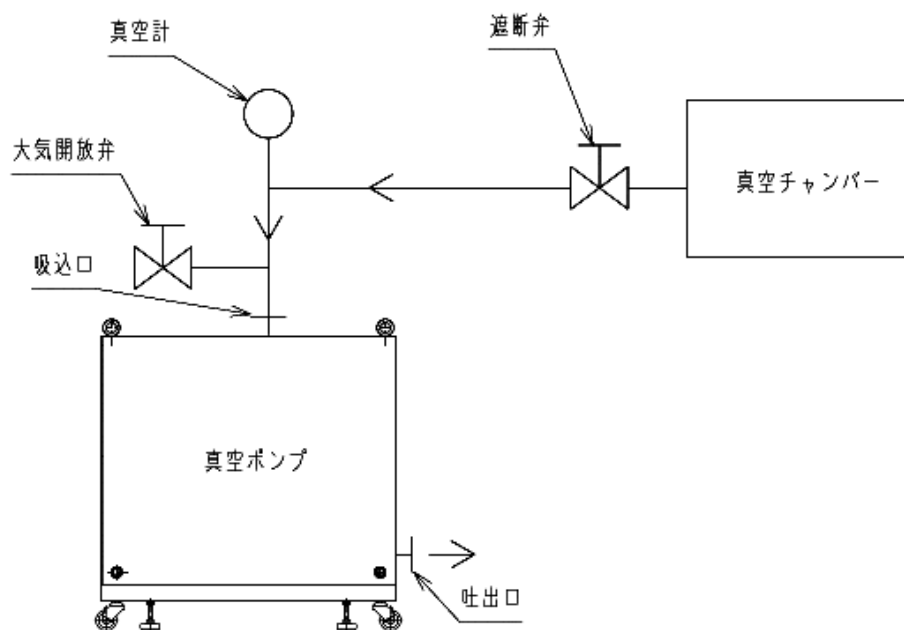 真空計
遮断弁
大気開放弁
真空チャンバー
吸込口
真空ポンプ
吐出口